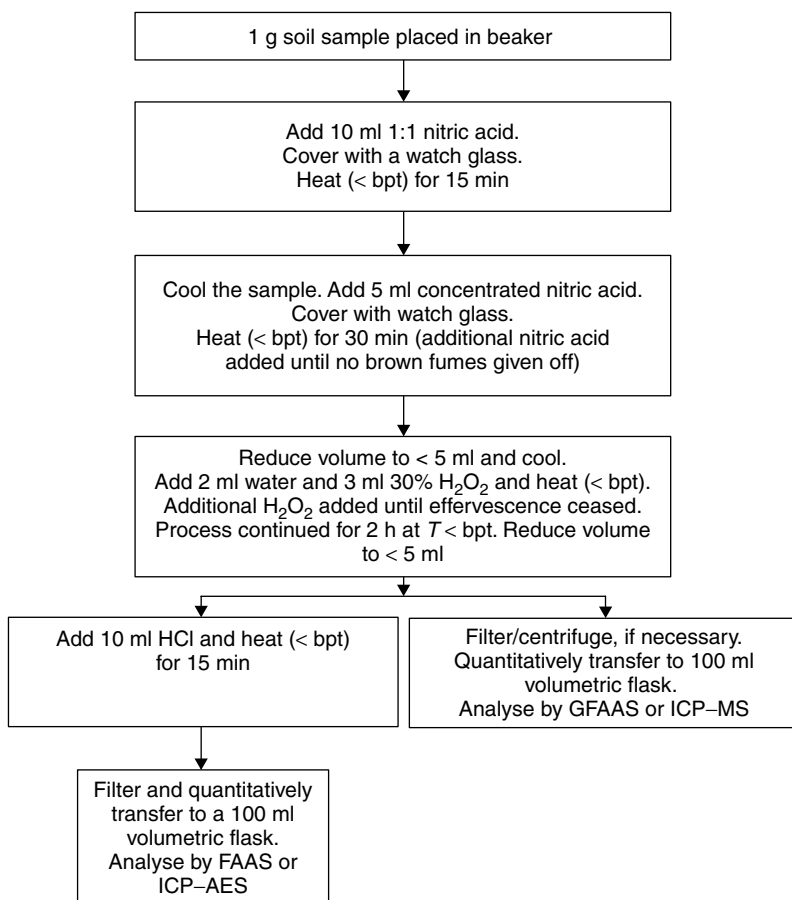 1 g soil sample placed in beaker
Add 10 ml 1:1 nitric acid.
Cover with a watch glass.
Heat (< bpt) for 15 min
Cool the sample. Add 5 ml concentrated nitric acid.
Cover with watch glass.
Heat (< bpt) for 30 min (additional nitric acid
added until no brown fumes given off)
Reduce volume to < 5 ml and cool.
Add 2 ml water and 3 ml 30% H₂O₂ and heat (< bpt).
Additional H₂O₂ added until effervescence ceased.
Process continued for 2 h at T < bpt. Reduce volume
to < 5 ml
Add 10 ml HCl and heat (< bpt)
for 15 min
Filter/centrifuge, if necessary.
Quantitatively transfer to 100 ml
volumetric flask.
Analyse by GFAAS or ICP–MS
Filter and quantitatively
transfer to a 100 ml
volumetric flask.
Analyse by FAAS or
ICP–AES